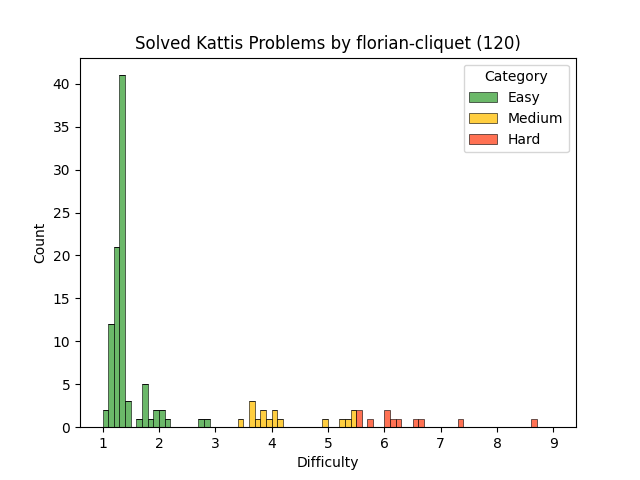 Solved Kattis Problems by florian-cliquet (120)
Category
Easy
Medium
Hard
40
35
30
25
20
15
10
5
0
Count
1 2 3 4 5 6 7 8 9
Difficulty